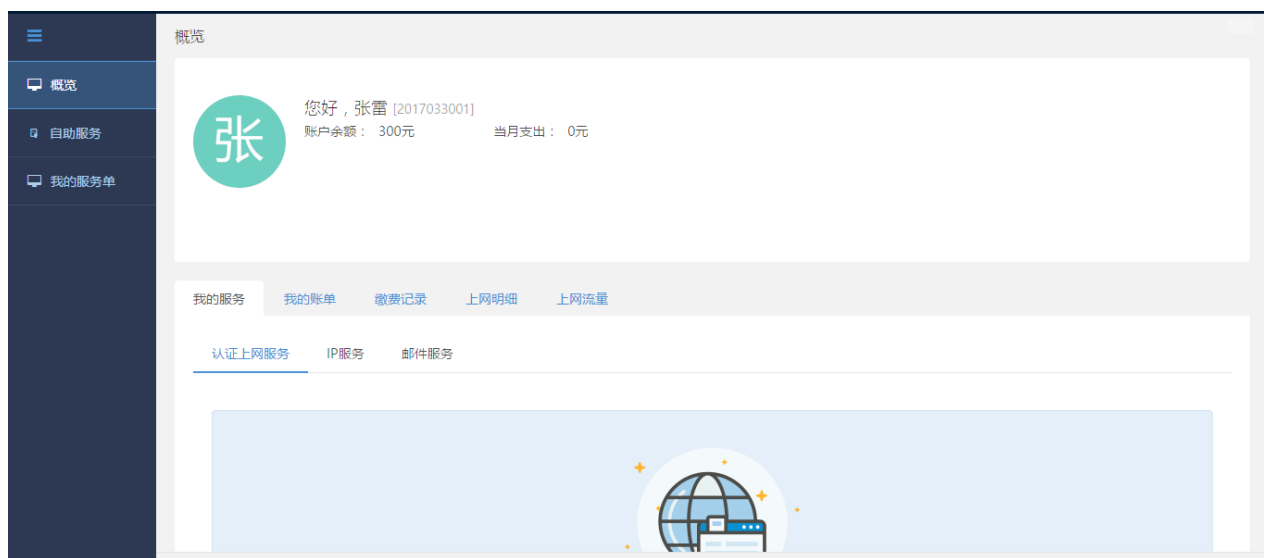 概览
概览
自助服务
我的服务单
张
您好，张雷 [2017033001]
账户余额： 300元 当月支出： 0元
我的服务 我的账单 缴费记录 上网明细 上网流量
认证上网服务 IP服务 邮件服务